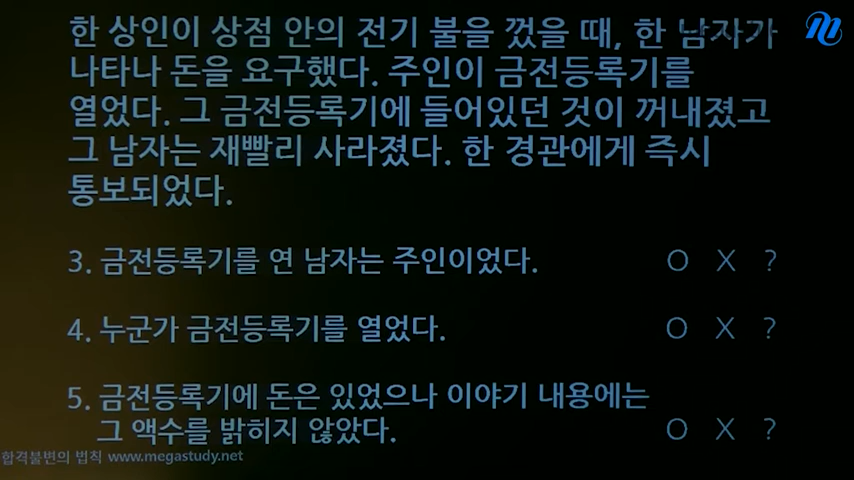 한 상인이 상점 안의 전기 불을 껐을 때, 한 남자가
나타나 돈을 요구했다. 주인이 금전등록기를
열었다. 그 금전등록기에 들어있던 것이 꺼내졌고
그 남자는 재빨리 사라졌다. 한 경관에게 즉시
통보되었다.
3. 금전등록기를 연 남자는 주인이었다. O X ?
4. 누군가 금전등록기를 열었다. O X ?
5. 금전등록기에 돈은 있었으나 이야기 내용에는
그 액수를 밝히지 않았다. O X ?
합격불변의 법칙 www.megastudy.net